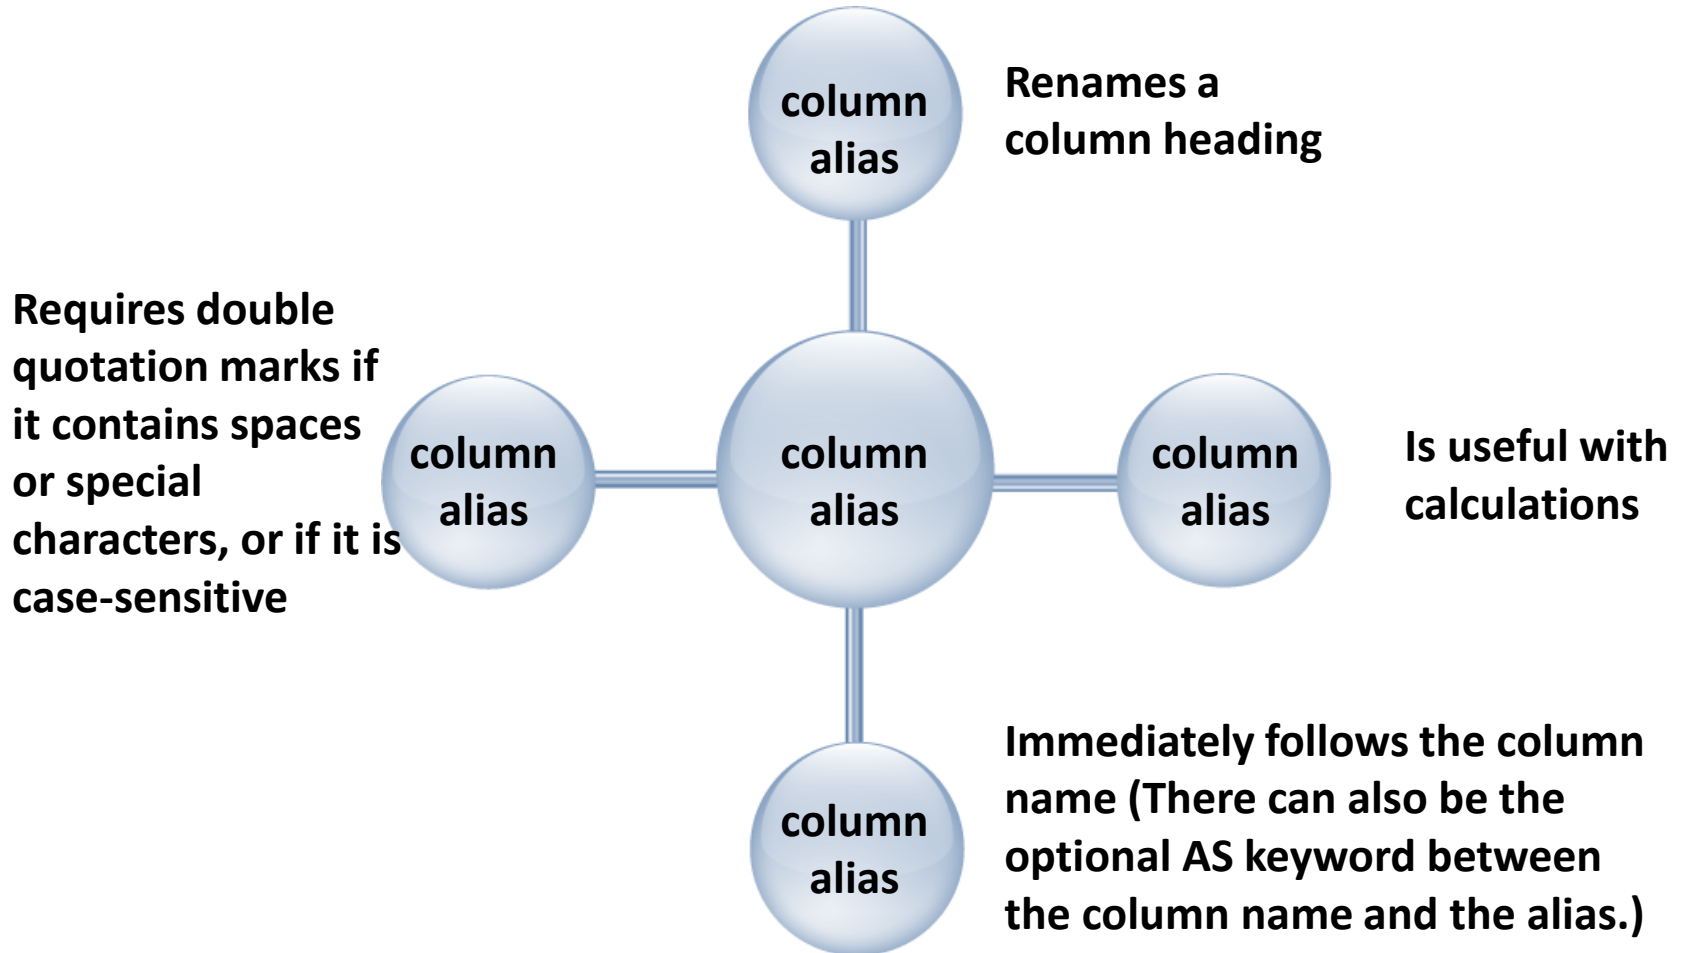 column
alias
Renames a
column heading
Requires double
quotation marks if
it contains spaces
or special
characters, or if it is
case-sensitive
column
alias
column
alias
column
alias
Is useful with
calculations
column
alias
Immediately follows the column
name (There can also be the
optional AS keyword between
the column name and the alias.)